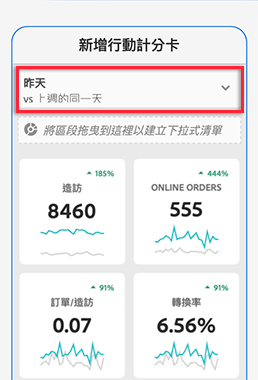 新增行動計分卡
昨天
vs 上週的同一天
將區段拖曳到這裡以建立下拉式清單
185%
造訪
8460
444%
ONLINE ORDERS
555
91%
訂單/造訪
0.07
91%
轉換率
6.56%